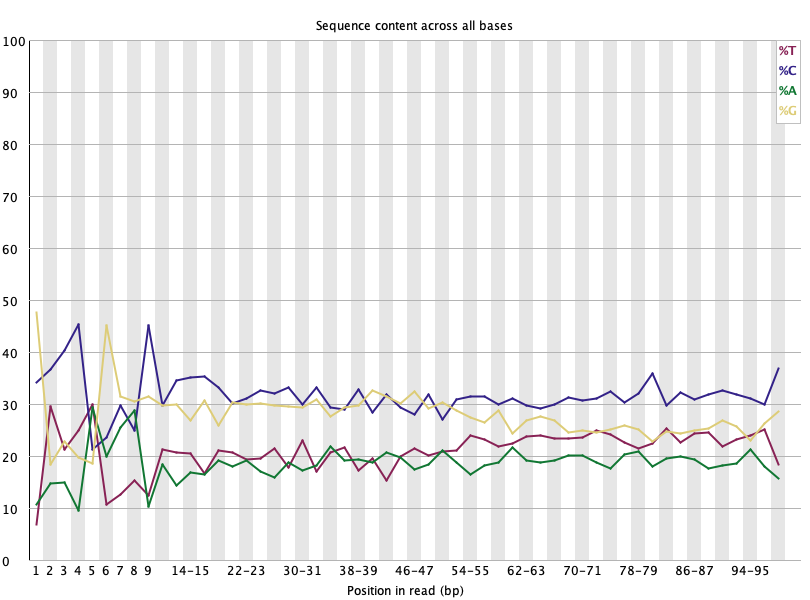 Sequence content across all bases
%T
%C
%A
%G
100
90
80
70
60
50
40
30
20
10
0
1 2 3 4 5 6 7 8 9 14-15 22-23 30-31 38-39 46-47 54-55 62-63 70-71 78-79 86-87 94-95
Position in read (bp)